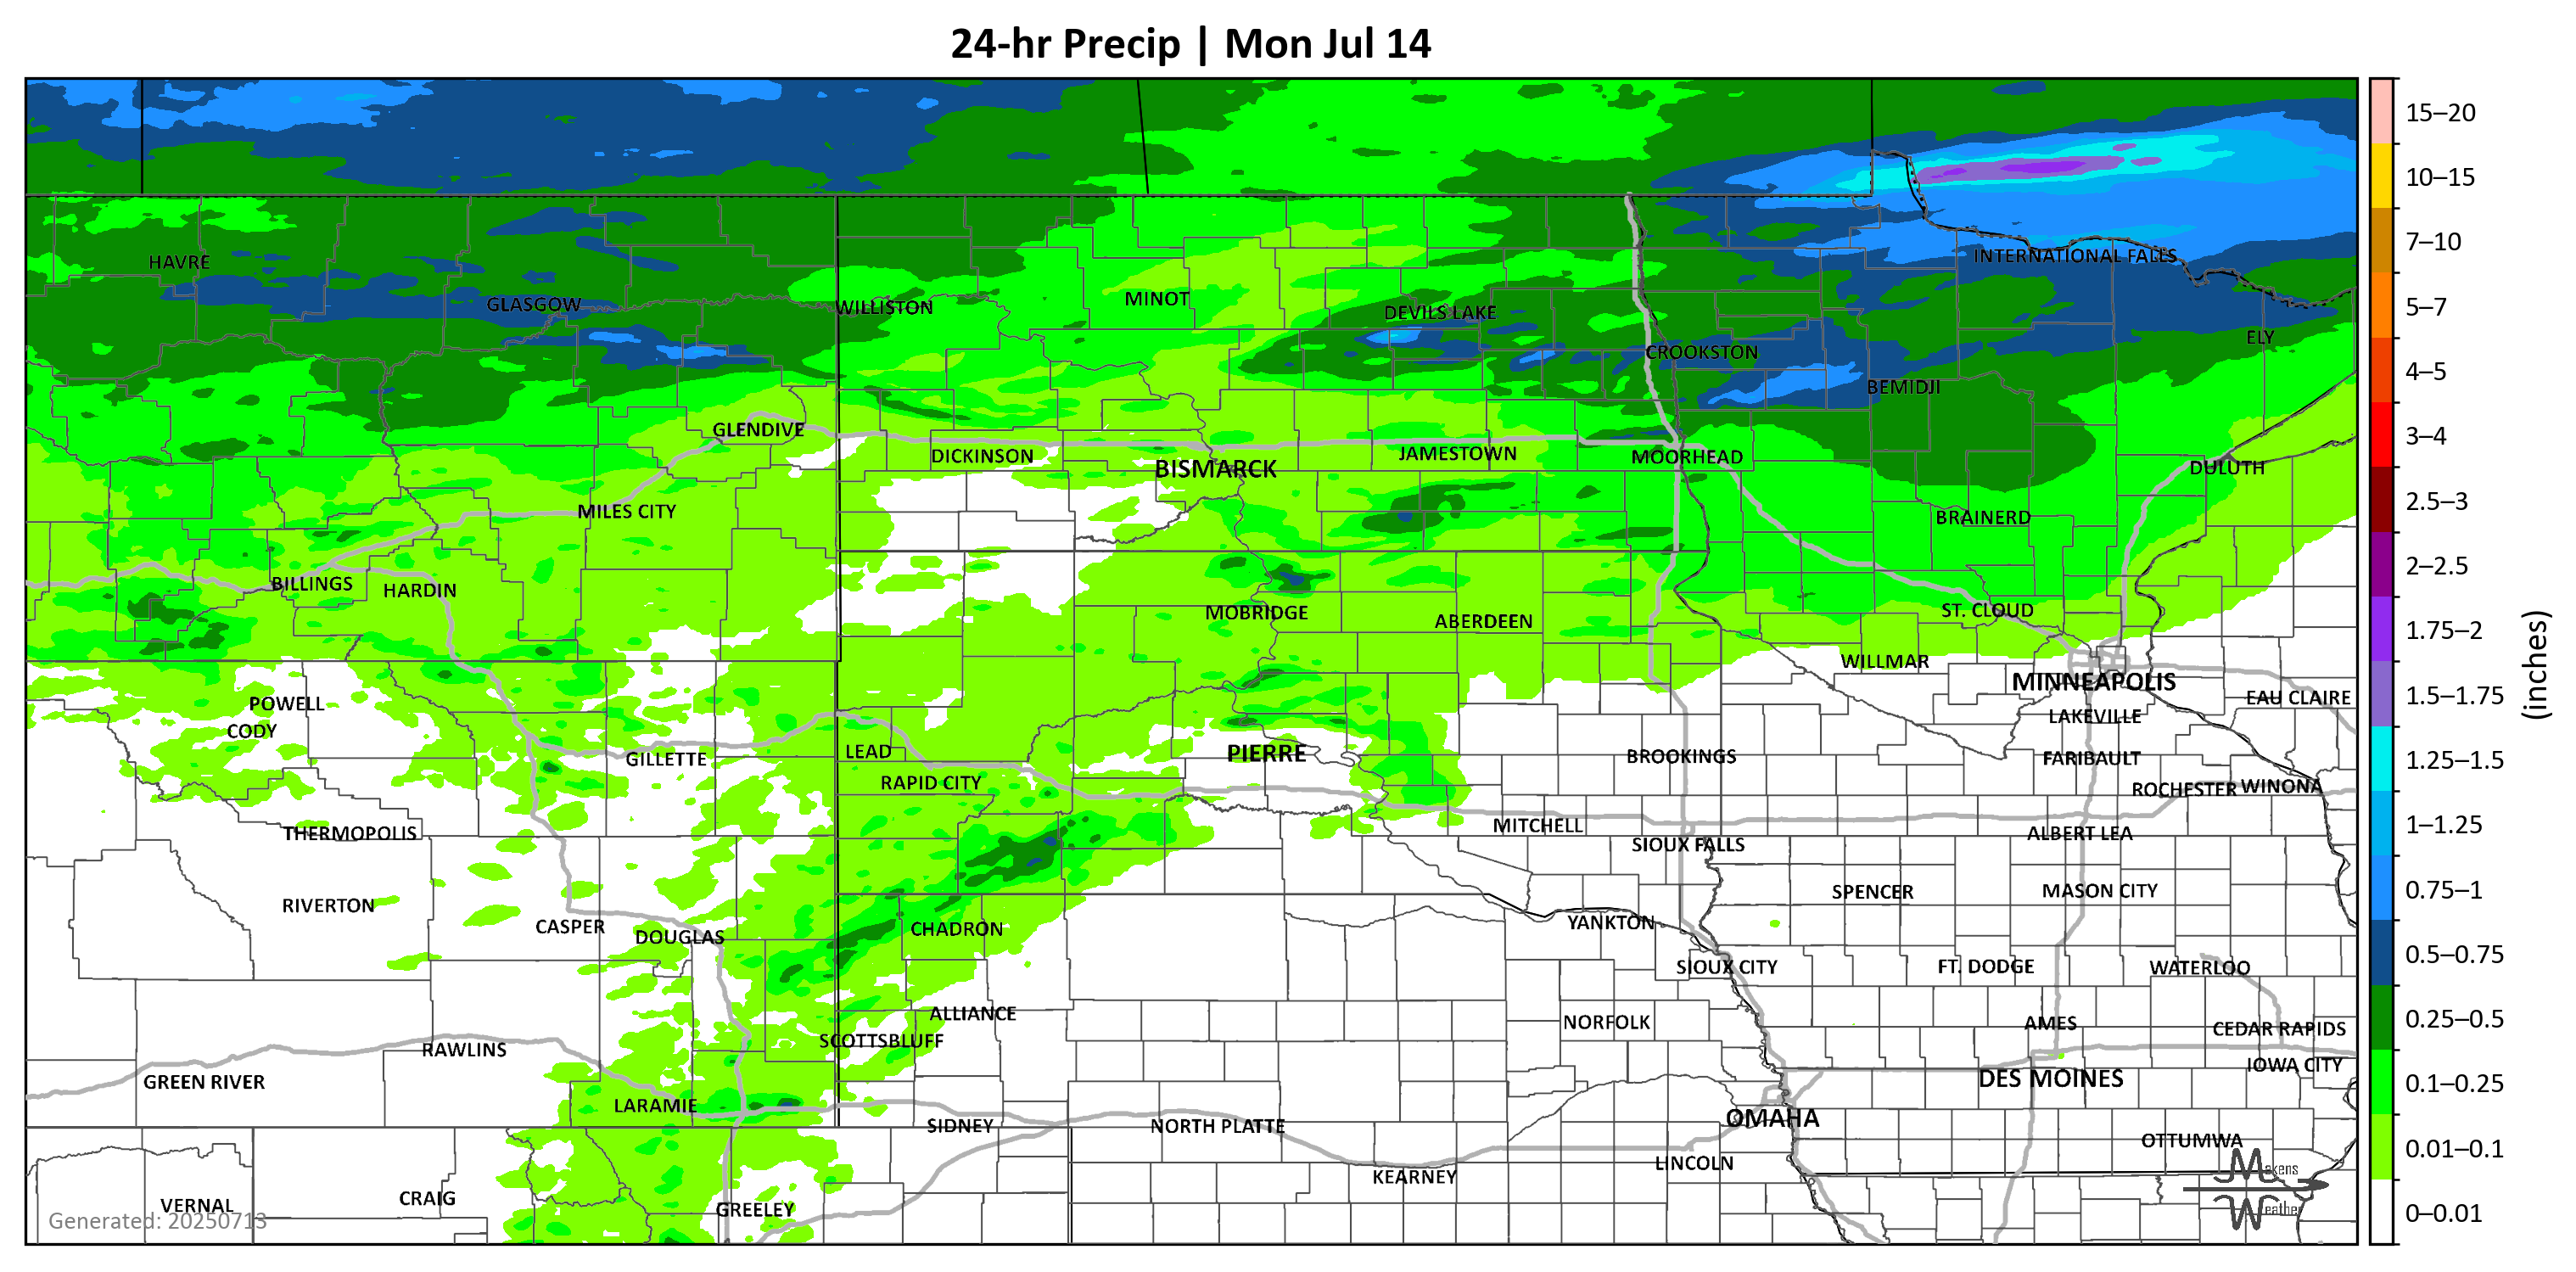 24-hr Precip | Mon Jul 14
15–20
10–15
7–10
5–7
4–5
3–4
2.5–3
2–2.5
1.75–2
1.5–1.75
1.25–1.5
1–1.25
0.75–1
0.5–0.75
0.25–0.5
0.1–0.25
0.01–0.1
0–0.01
(inches)
HAVRE
INTERNATIONAL FALLS
GLASGOW
WILLISTON
MINOT
DEVILS LAKE
ELY
CROOKSTON
BEMIDJI
GLENDIVE
DICKINSON
BISMARCK
JAMESTOWN
MOORHEAD
DULUTH
MILES CITY
BRAINERD
BILLINGS
HARDIN
MOBRIDGE
ABERDEEN
ST. CLOUD
WILLMAR
MINNEAPOLIS
POWELL
EAU CLAIRE
CODY
LAKEVILLE
GILLETTE
LEAD
PIERRE
BROOKINGS
FARIBAULT
RAPID CITY
ROCHESTER
WINONA
THERMOPOLIS
MITCHELL
SIOUX FALLS
ALBERT LEA
RIVERTON
SPENCER
MASON CITY
CASPER
DOUGLAS
CHADRON
YANKTON
SIOUX CITY
FT. DODGE
WATERLOO
ALLIANCE
NORFOLK
AMES
CEDAR RAPIDS
SCOTTSBLUFF
RAWLINS
IOWA CITY
GREEN RIVER
DES MOINES
LARAMIE
SIDNEY
NORTH PLATTE
OMAHA
OTTUMWA
LINCOLN
KEARNEY
VERNAL
CRAIG
GREELEY
Generated: 20250713
Makens
Weather